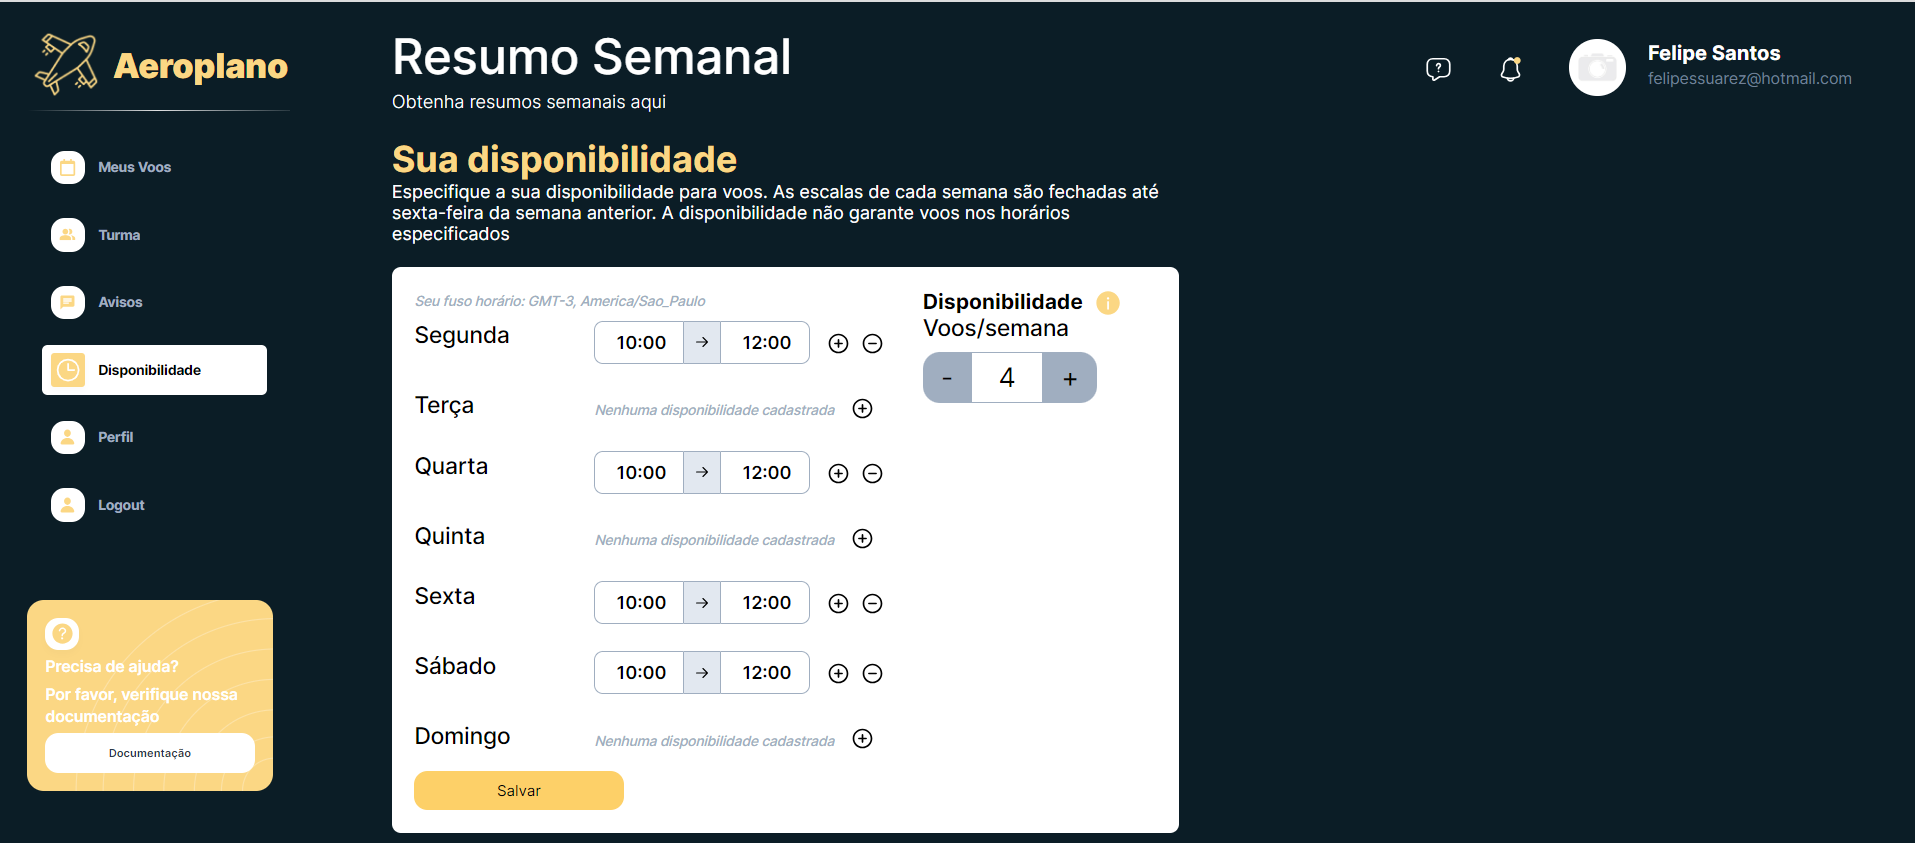 Aeroplano
Meus Voos
Turma
Avisos
Disponibilidade
Perfil
Logout
?
Precisa de ajuda?
Por favor, verifique nossa
documentação
Documentação
Resumo Semanal
Obtenha resumos semanais aqui
?
Felipe Santos
felipessuarez@hotmail.com
Sua disponibilidade
Especifique a sua disponibilidade para voos. As escalas de cada semana são fechadas até
sexta-feira da semana anterior. A disponibilidade não garante voos nos horários
especificados
Seu fuso horário: GMT-3, America/Sao_Paulo
Segunda 10:00 → 12:00 + −
Terça Nenhuma disponibilidade cadastrada +
Quarta 10:00 → 12:00 + −
Quinta Nenhuma disponibilidade cadastrada +
Sexta 10:00 → 12:00 + −
Sábado 10:00 → 12:00 + −
Domingo Nenhuma disponibilidade cadastrada +
Salvar
Disponibilidade i
Voos/semana
- 4 +